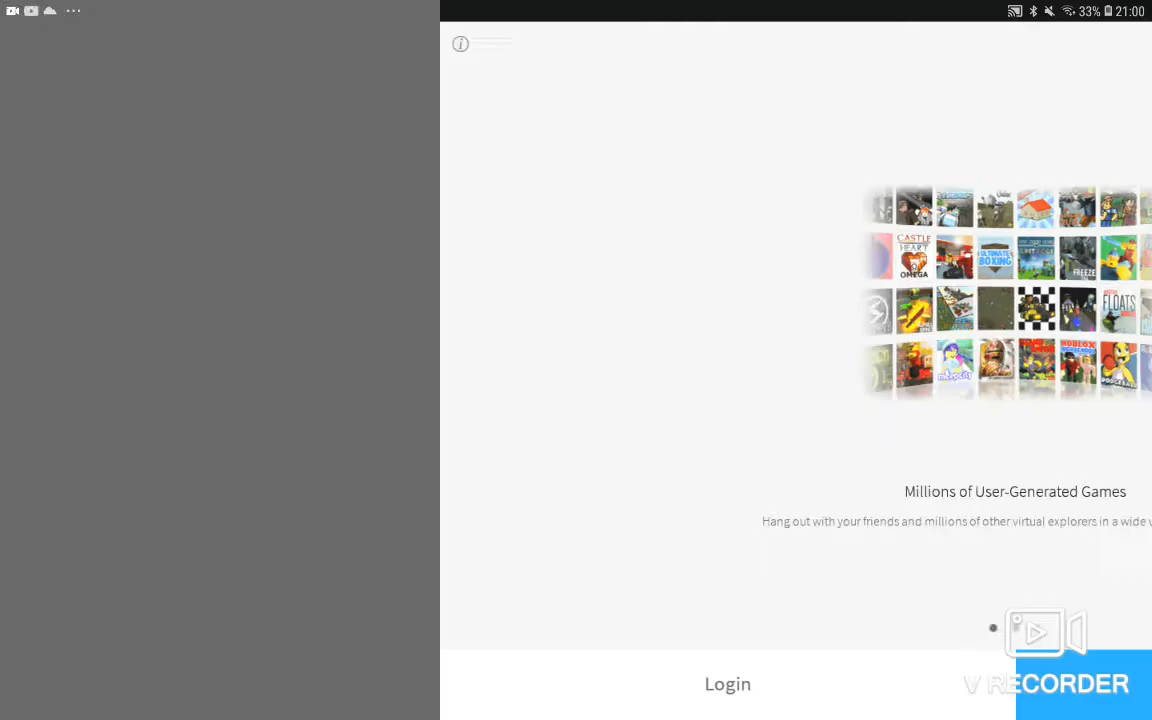 33% 21:00
CASTLE
HEART
OMEGA
ULTIMATE
BOXING
FREEZE
FLOATS
Millions of User-Generated Games
Hang out with your friends and millions of other virtual explorers in a wide
Login
V RECORDER